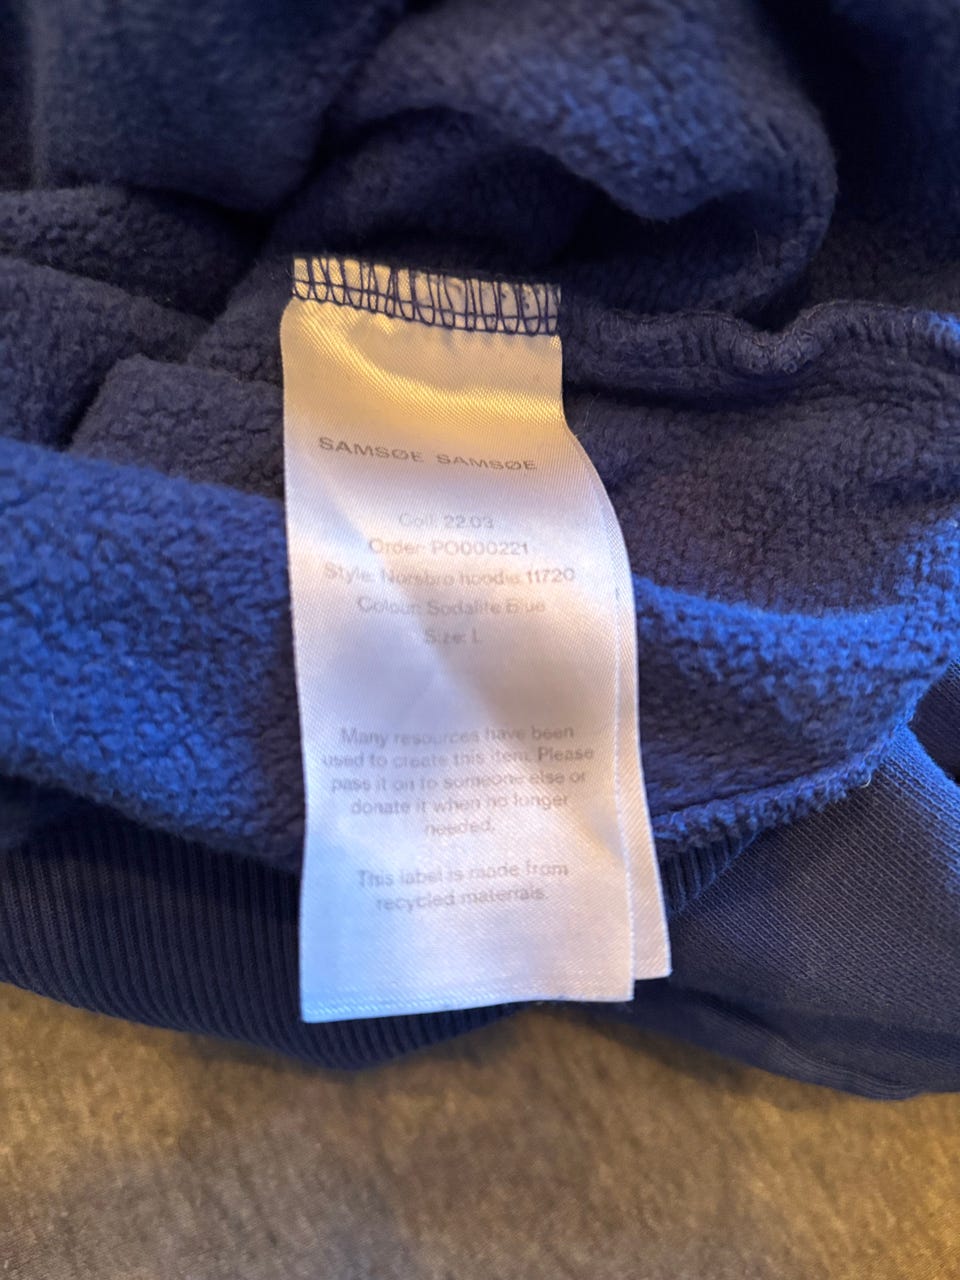 SAMSØE SAMSØE
Coll: 22.03
Order: PO000221
Style: Norsbro hoodie 11720
Colour: Sodalite Blue
Size: L
Many resources have been
used to create this item. Please
pass it on to someone else or
donate it when no longer
needed.
This label is made from
recycled materials.